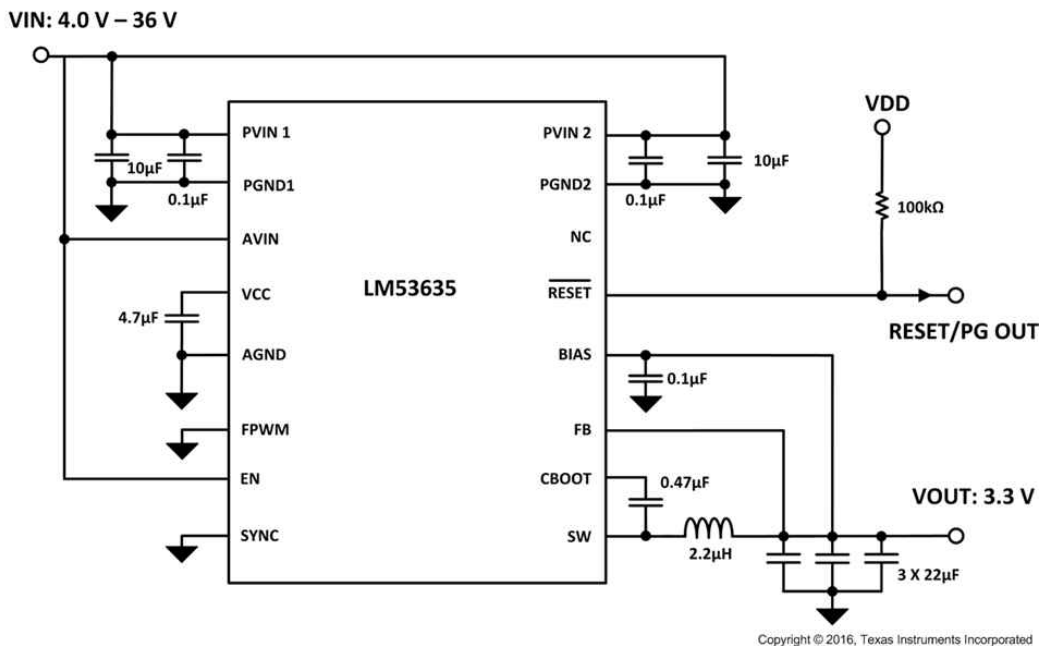 VIN: 4.0 V – 36 V
VDD
PVIN 1
PVIN 2
10µF
0.1µF
PGND1
PGND2
0.1µF
10µF
100kΩ
AVIN
NC
VCC
LM53635
RESET
4.7µF
RESET/PG OUT
AGND
BIAS
0.1µF
FPWM
FB
EN
CBOOT
0.47µF
VOUT: 3.3 V
SYNC
SW
2.2µH
3 X 22µF
Copyright © 2016, Texas Instruments Incorporated